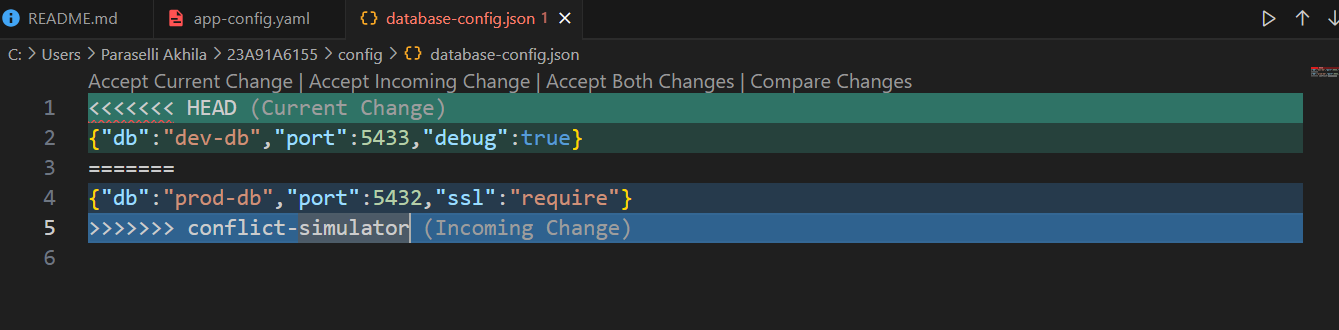 README.md app-config.yaml database-config.json 1
C: > Users > Paraselli Akhila > 23A91A6155 > config > {} database-config.json
Accept Current Change | Accept Incoming Change | Accept Both Changes | Compare Changes
1 <<<<<<< HEAD (Current Change)
2 {"db":"dev-db","port":5433,"debug":true}
3 =======
4 {"db":"prod-db","port":5432,"ssl":"require"}
5 >>>>>>> conflict-simulator (Incoming Change)
6